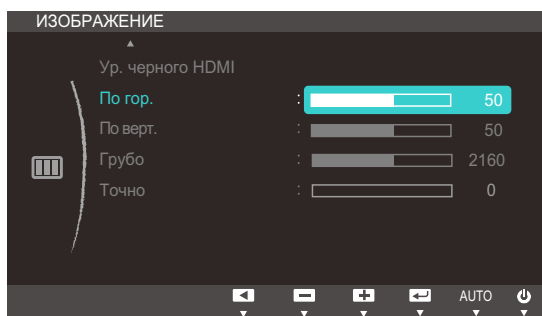 ИЗОБРАЖЕНИЕ
Ур. черного HDMI
По гор. : 50
По верт. : 50
Грубо : 2160
Точно : 0
AUTO